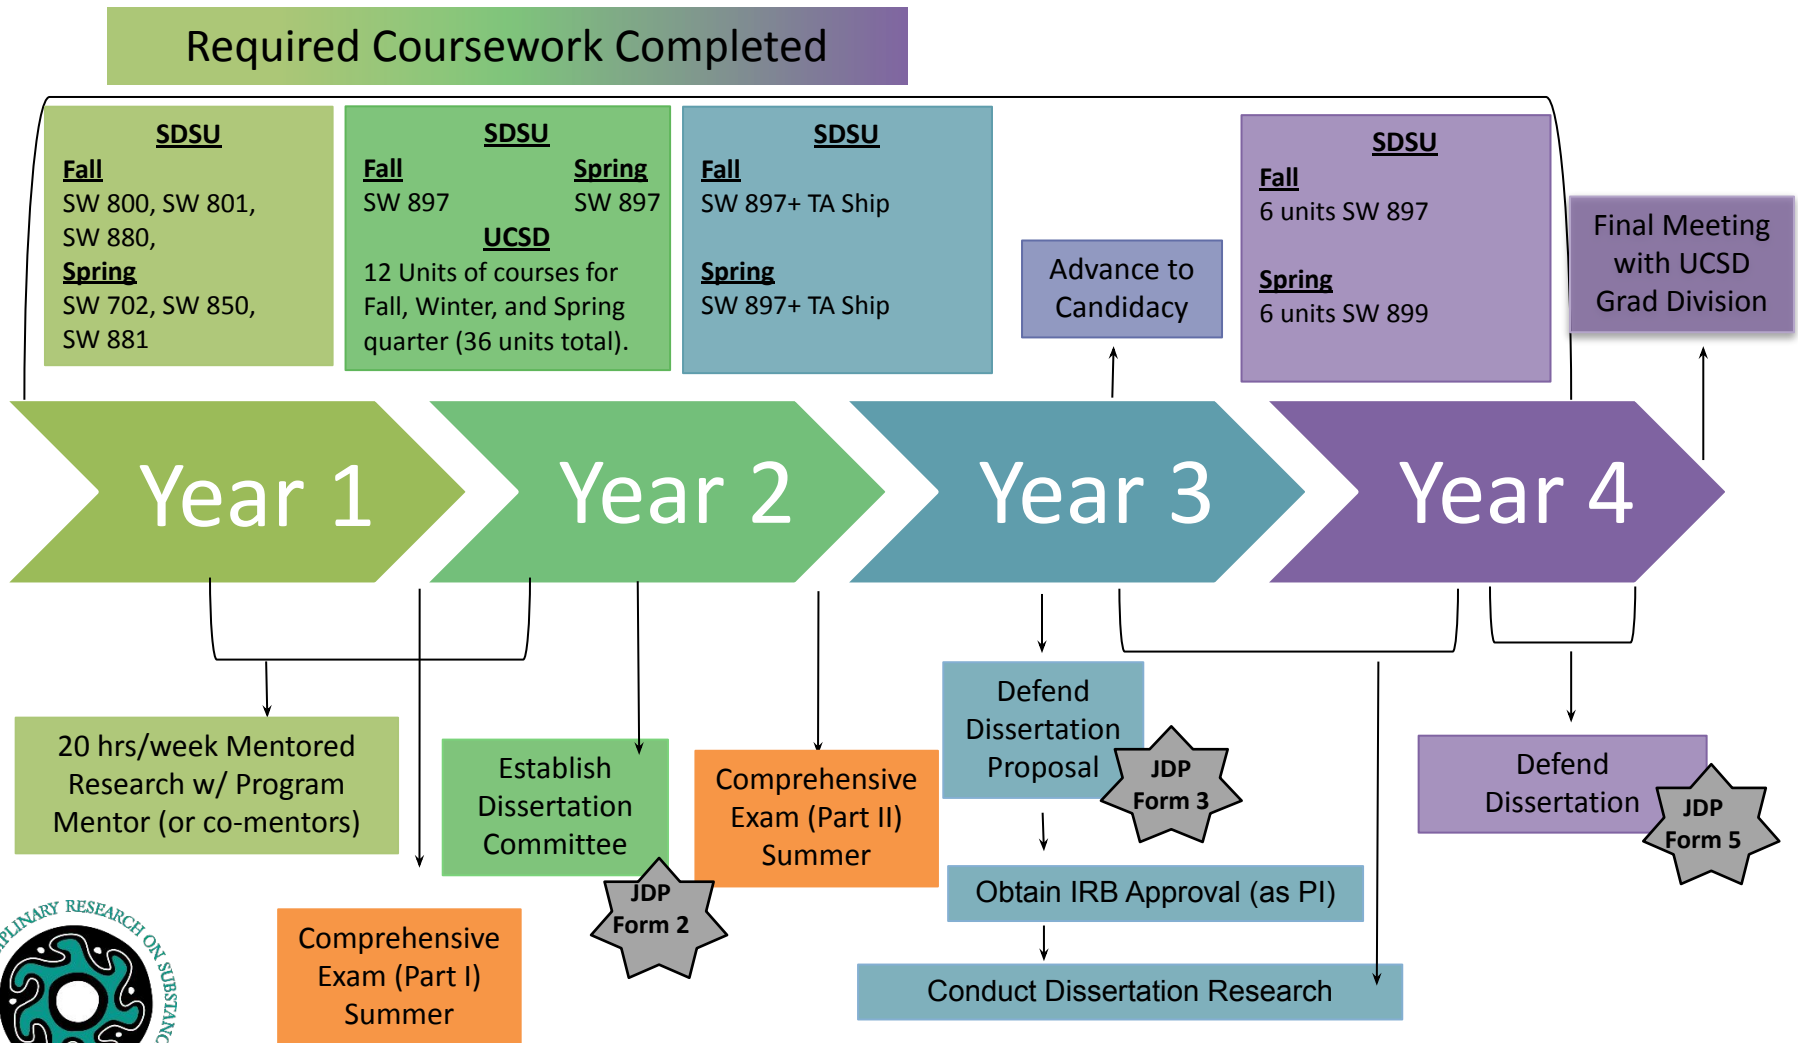 Required Coursework Completed
SDSU
Fall
SW 800, SW 801,
SW 880,
Spring
SW 702, SW 850,
SW 881
SDSU
Fall Spring
SW 897 SW 897
UCSD
12 Units of courses for
Fall, Winter, and Spring
quarter (36 units total).
SDSU
Fall
SW 897+ TA Ship
Spring
SW 897+ TA Ship
Advance to
Candidacy
SDSU
Fall
6 units SW 897
Spring
6 units SW 899
Final Meeting
with UCSD
Grad Division
Year 1
Year 2
Year 3
Year 4
20 hrs/week Mentored
Research w/ Program
Mentor (or co-mentors)
Comprehensive
Exam (Part I)
Summer
Establish
Dissertation
Committee
JDP
Form 2
Comprehensive
Exam (Part II)
Summer
Defend
Dissertation
Proposal
JDP
Form 3
Obtain IRB Approval (as PI)
Conduct Dissertation Research
Defend
Dissertation
JDP
Form 5
PLINARY RESEARCH ON SUBSTANC